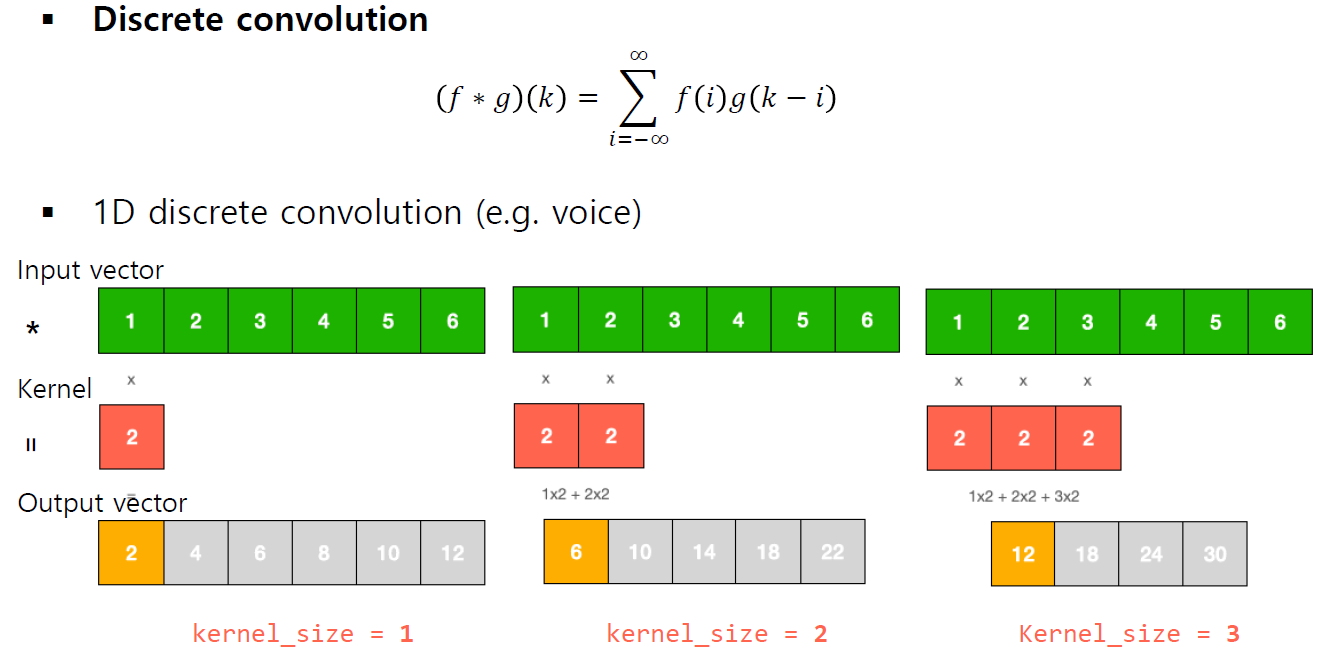 ▪ Discrete convolution
∞
(f ∗ g)(k) = ∑ f(i)g(k − i)
i=−∞
▪ 1D discrete convolution (e.g. voice)
Input vector
1 2 3 4 5 6
1 2 3 4 5 6
1 2 3 4 5 6
*
x
x x
x x x
Kernel
2
2 2
2 2 2
=
Output vector
=
1x2 + 2x2
1x2 + 2x2 + 3x2
2 4 6 8 10 12
6 10 14 18 22
12 18 24 30
kernel_size = 1
kernel_size = 2
Kernel_size = 3